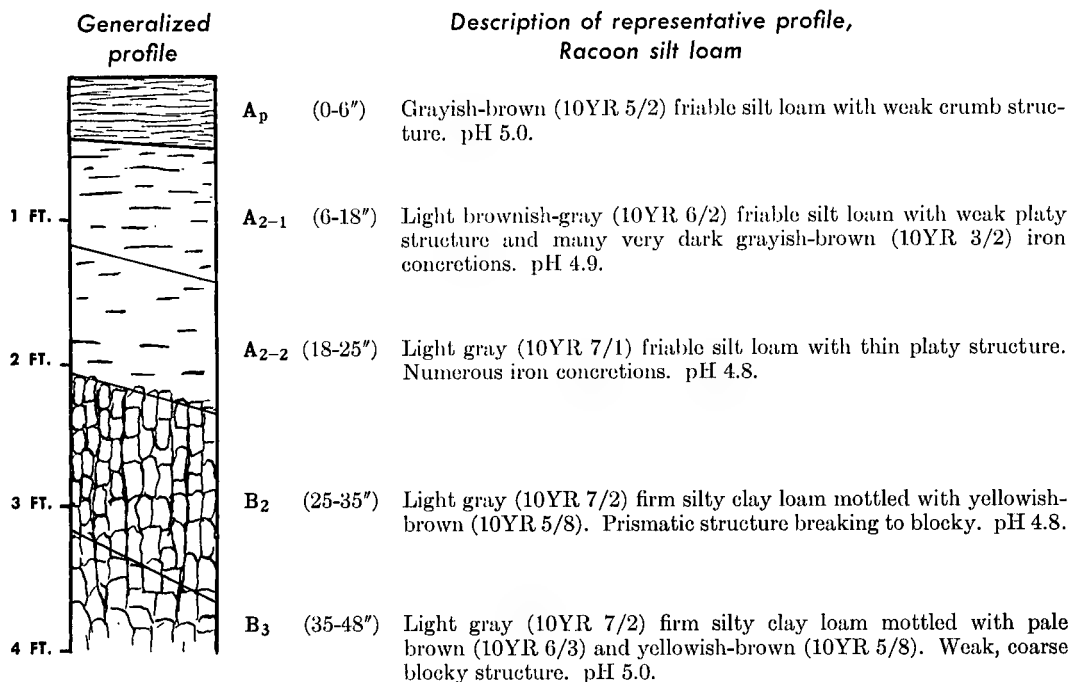 Generalized profile
Description of representative profile, Racoon silt loam
Ap (0-6″) Grayish-brown (10YR 5/2) friable silt loam with weak crumb struc-
ture. pH 5.0.
1 FT.
A2-1 (6-18″) Light brownish-gray (10YR 6/2) friable silt loam with weak platy
structure and many very dark grayish-brown (10YR 3/2) iron
concretions. pH 4.9.
2 FT.
A2-2 (18-25″) Light gray (10YR 7/1) friable silt loam with thin platy structure.
Numerous iron concretions. pH 4.8.
3 FT.
B2 (25-35″) Light gray (10YR 7/2) firm silty clay loam mottled with yellowish-
brown (10YR 5/8). Prismatic structure breaking to blocky. pH 4.8.
4 FT.
B3 (35-48″) Light gray (10YR 7/2) firm silty clay loam mottled with pale
brown (10YR 6/3) and yellowish-brown (10YR 5/8). Weak, coarse
blocky structure. pH 5.0.